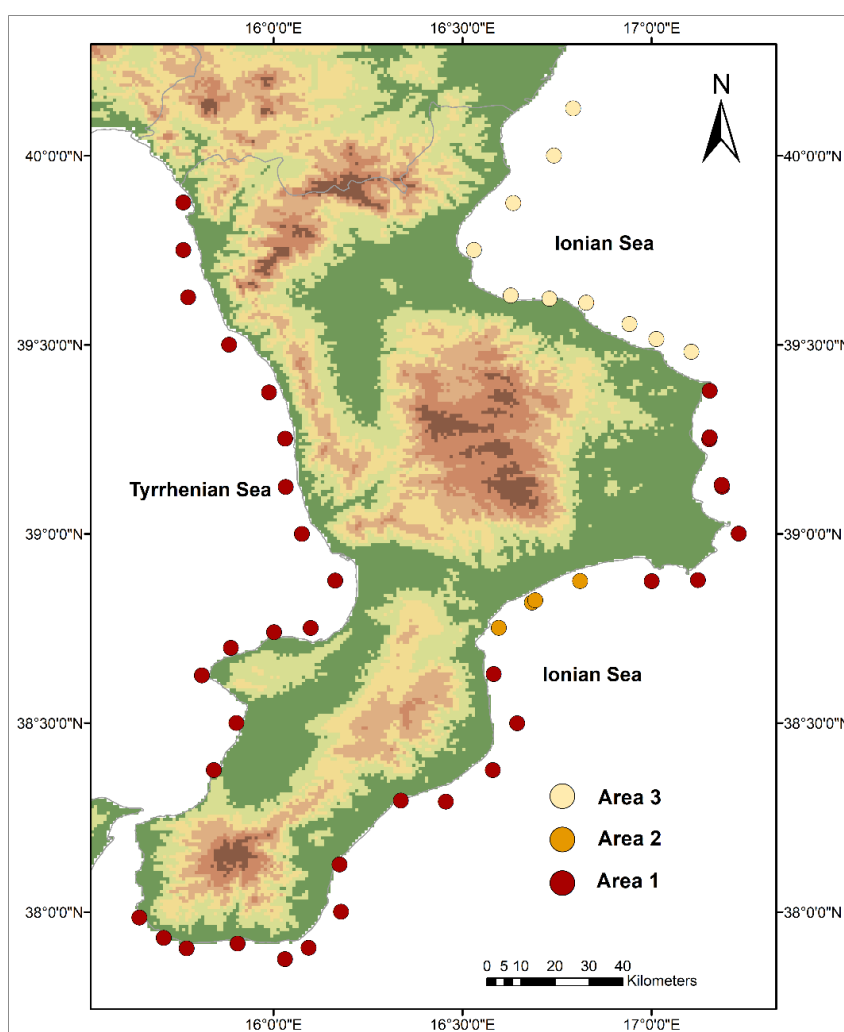 16°0'0"E 16°30'0"E 17°0'0"E
N
40°0'0"N 40°0'0"N
Ionian Sea
39°30'0"N 39°30'0"N
Tyrrhenian Sea
39°0'0"N 39°0'0"N
Ionian Sea
38°30'0"N 38°30'0"N
Area 3
Area 2
Area 1
38°0'0"N 38°0'0"N
0 5 10 20 30 40
Kilometers
16°0'0"E 16°30'0"E 17°0'0"E